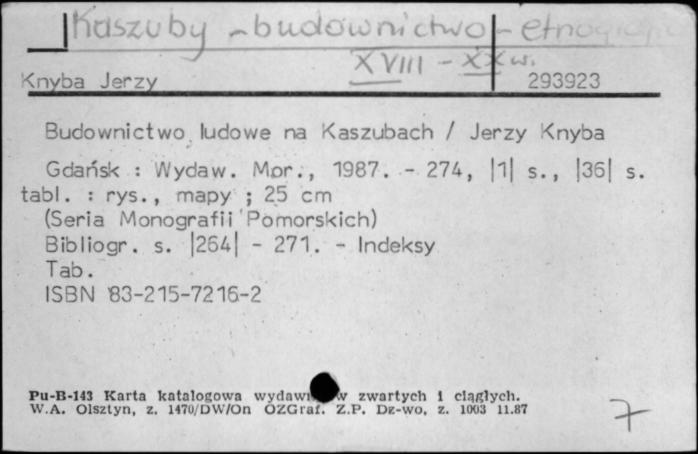 Kaszuby - budownictwo - etnografia
XVIII - XX w.
Knyba Jerzy 293923
Budownictwo ludowe na Kaszubach / Jerzy Knyba
Gdańsk : Wydaw. Mor., 1987. - 274, |1| s., |36| s.
tabl. : rys., mapy ; 25 cm
(Seria Monografii Pomorskich)
Bibliogr. s. |264| - 271. - Indeksy
Tab.
ISBN 83-215-7216-2
Pu-B-143 Karta katalogowa wydawnictw zwartych i ciągłych.
W.A. Olsztyn, z. 1470/DW/On OZGraf. Z.P. Dz-wo, z. 1003 11.87
7